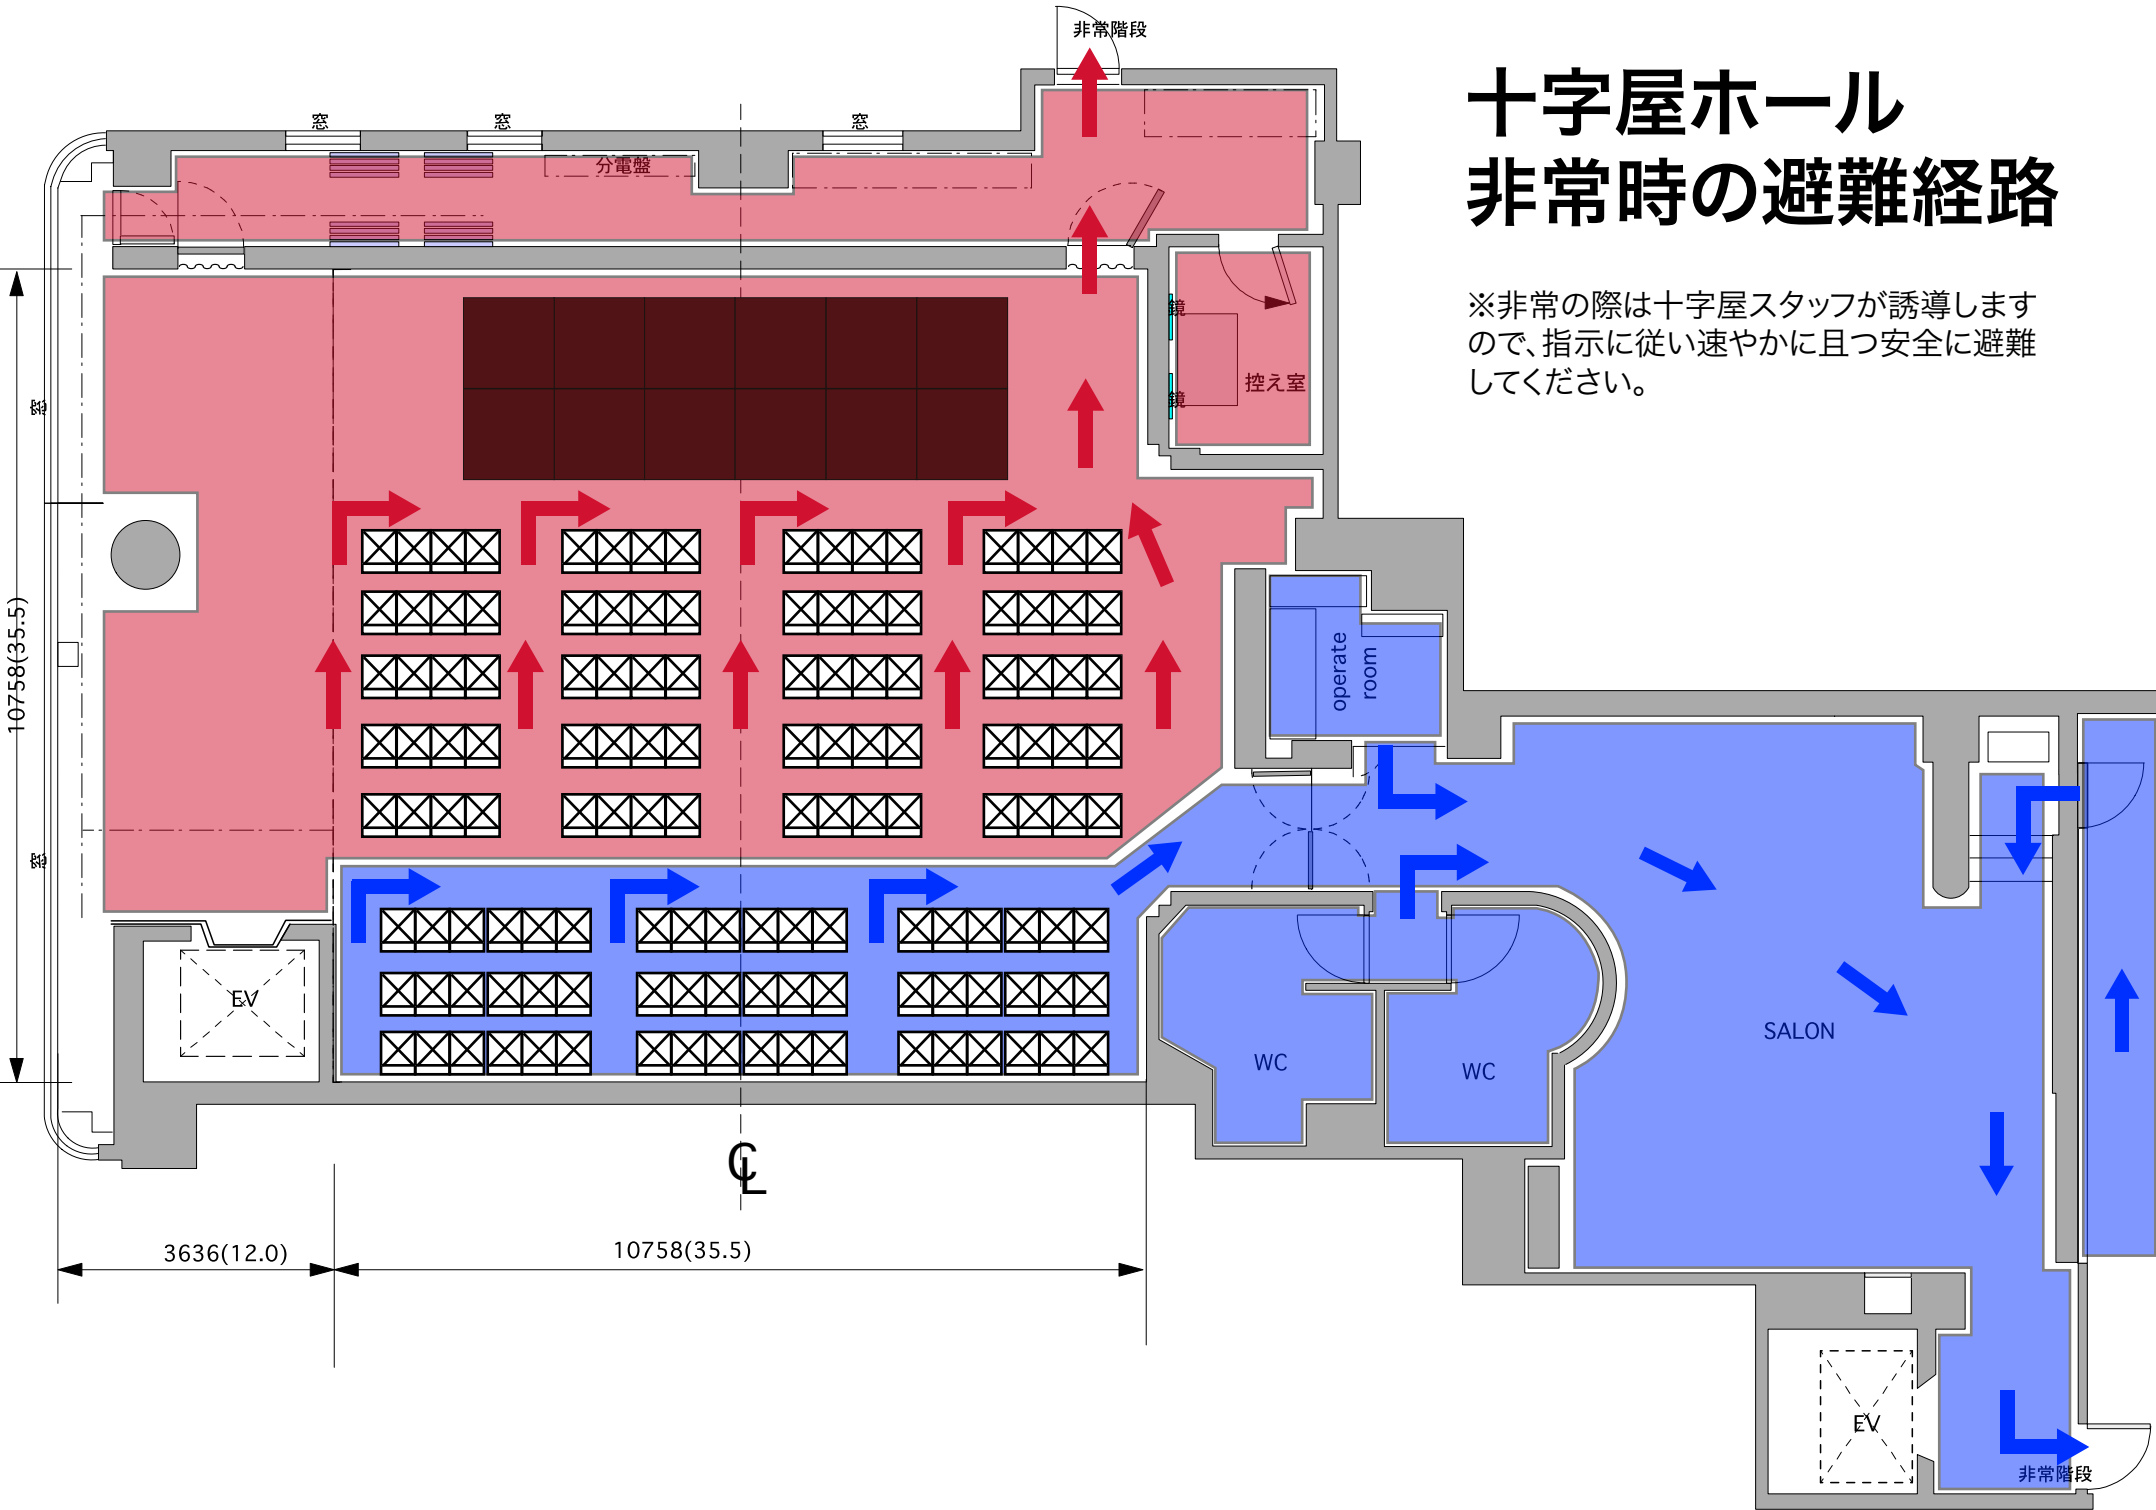 非常階段
十字屋ホール
非常時の避難経路
※非常の際は十字屋スタッフが誘導します
ので、指示に従い速やかに且つ安全に避難
してください。
窓
窓
窓
分電盤
鏡
鏡
控え室
窓
10758(35.5)
operate
room
窓
EV
WC
WC
SALON
CL
3636(12.0)
10758(35.5)
EV
非常階段